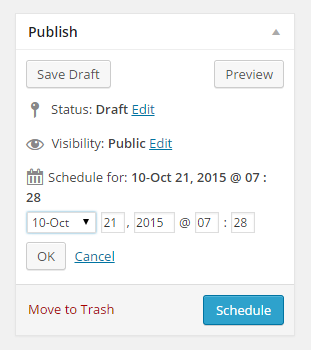 Publish
Save Draft Preview
Status: Draft Edit
Visibility: Public Edit
Schedule for: 10-Oct 21, 2015 @ 07 :
28
10-Oct 21 , 2015 @ 07 : 28
OK Cancel
Move to Trash Schedule